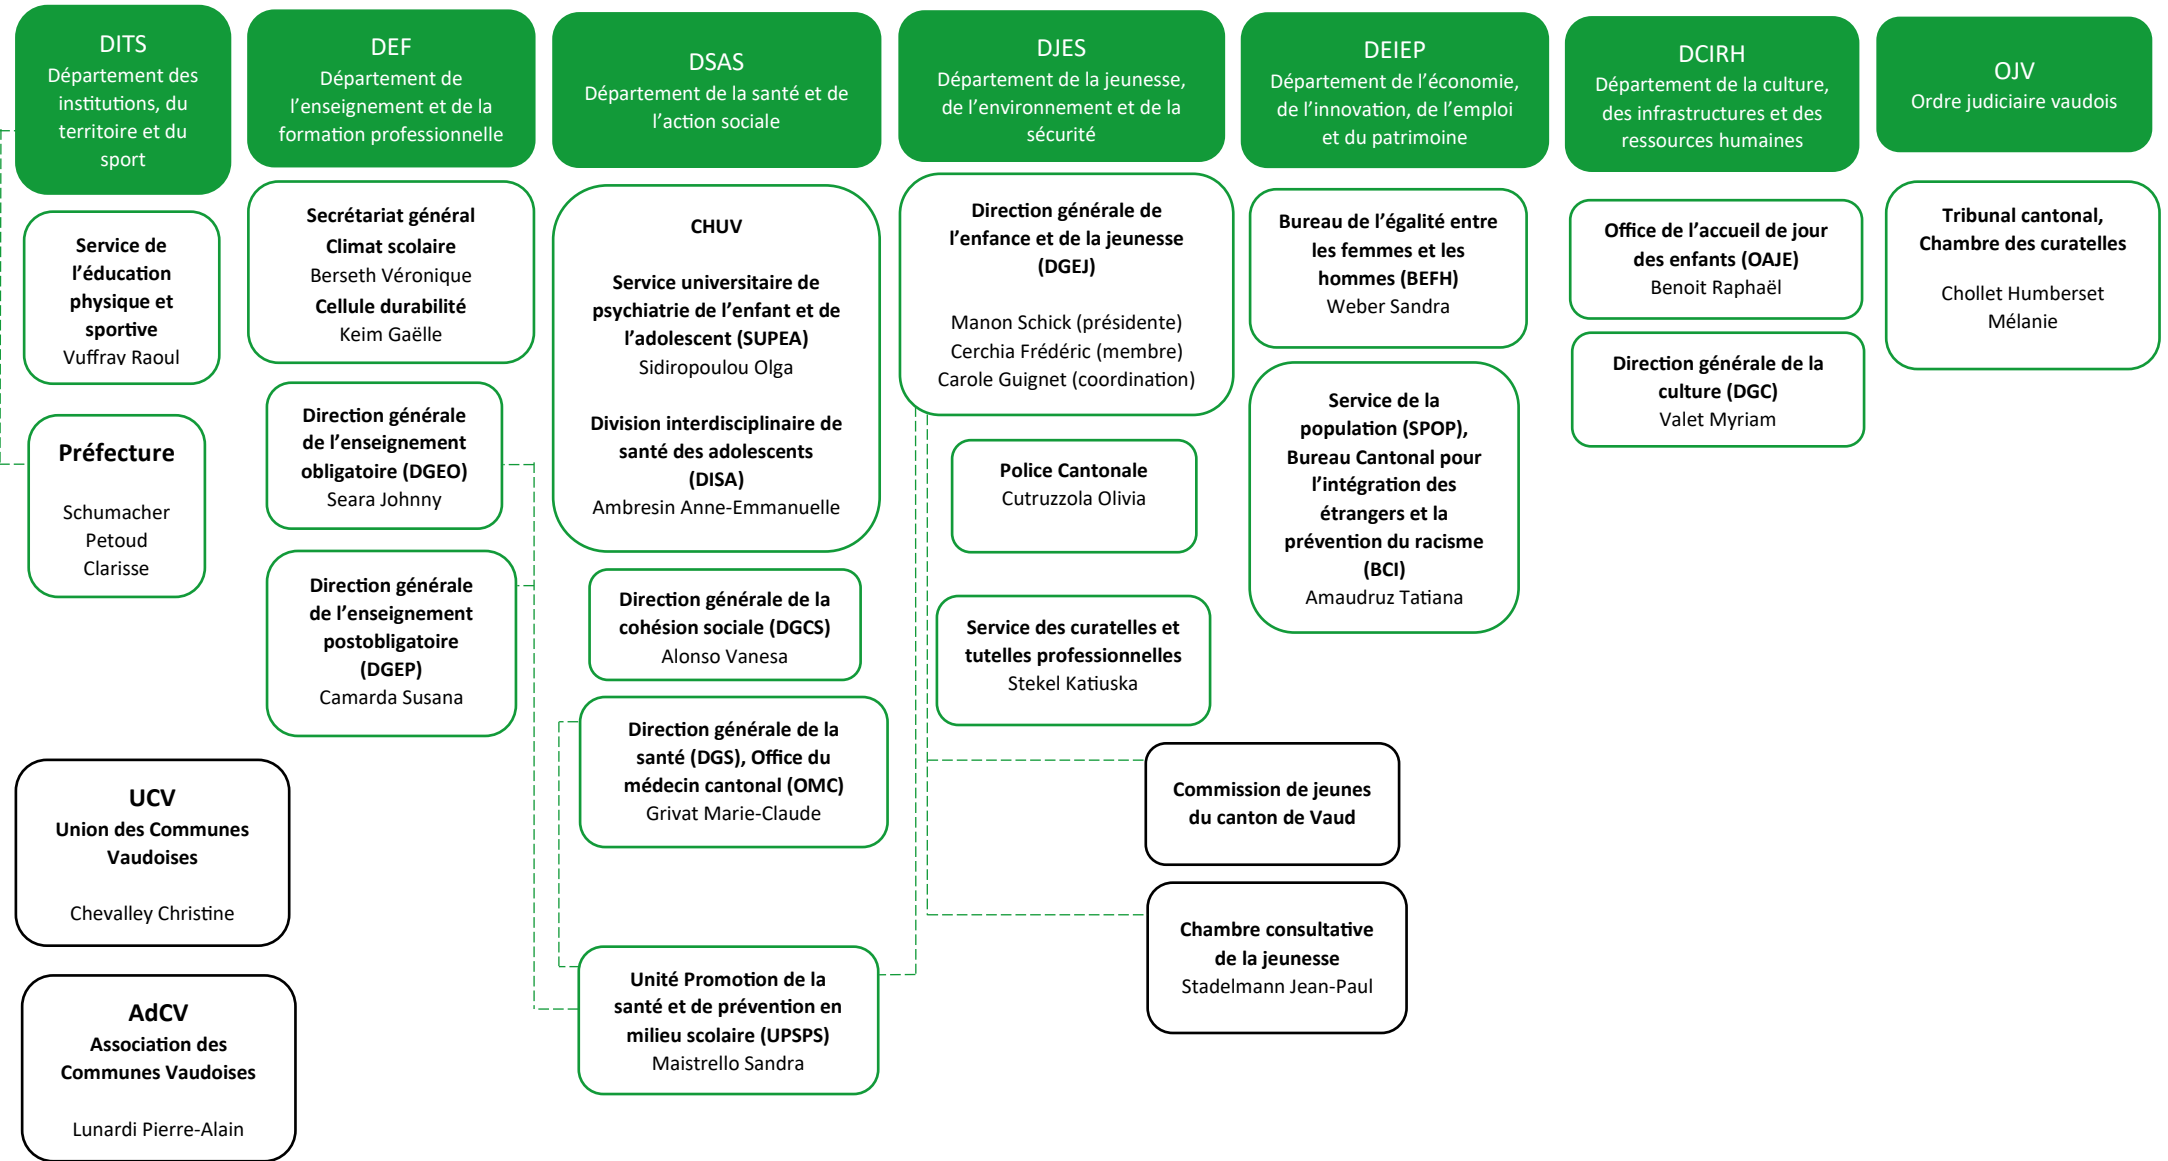 DITS
Département des
institutions, du
territoire et du
sport
Service de
l'éducation
physique et
sportive
Vuffray Raoul
Préfecture
Schumacher
Petoud
Clarisse
UCV
Union des Communes
Vaudoises
Chevalley Christine
AdCV
Association des
Communes Vaudoises
Lunardi Pierre-Alain
DEF
Département de
l'enseignement et de la
formation professionnelle
Secrétariat général
Climat scolaire
Berseth Véronique
Cellule durabilité
Keim Gaëlle
Direction générale
de l'enseignement
obligatoire (DGEO)
Seara Johnny
Direction générale
de l'enseignement
postobligatoire
(DGEP)
Camarda Susana
DSAS
Département de la santé et de
l'action sociale
CHUV
Service universitaire de
psychiatrie de l'enfant et de
l'adolescent (SUPEA)
Sidiropoulou Olga
Division interdisciplinaire de
santé des adolescents
(DISA)
Ambresin Anne-Emmanuelle
Direction générale de la
cohésion sociale (DGCS)
Alonso Vanesa
Direction générale de la
santé (DGS), Office du
médecin cantonal (OMC)
Grivat Marie-Claude
Unité Promotion de la
santé et de prévention en
milieu scolaire (UPSPS)
Maistrello Sandra
DJES
Département de la jeunesse,
de l'environnement et de la
sécurité
Direction générale de
l'enfance et de la jeunesse
(DGEJ)
Manon Schick (présidente)
Cerchia Frédéric (membre)
Carole Guignet (coordination)
Police Cantonale
Cutruzzola Olivia
Service des curatelles et
tutelles professionnelles
Stekel Katiuska
Commission de jeunes
du canton de Vaud
Chambre consultative
de la jeunesse
Stadelmann Jean-Paul
DEIEP
Département de l'économie,
de l'innovation, de l'emploi
et du patrimoine
Bureau de l'égalité entre
les femmes et les
hommes (BEFH)
Weber Sandra
Service de la
population (SPOP),
Bureau Cantonal pour
l'intégration des
étrangers et la
prévention du racisme
(BCI)
Amaudruz Tatiana
DCIRH
Département de la culture,
des infrastructures et des
ressources humaines
Office de l'accueil de jour
des enfants (OAJE)
Benoit Raphaël
Direction générale de la
culture (DGC)
Valet Myriam
OJV
Ordre judiciaire vaudois
Tribunal cantonal,
Chambre des curatelles
Chollet Humberset
Mélanie